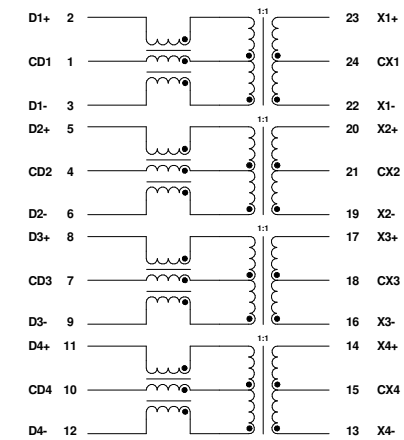 1:1
D1+ 2 23 X1+
CD1 1 24 CX1
D1- 3 22 X1-
1:1
D2+ 5 20 X2+
CD2 4 21 CX2
D2- 6 19 X2-
1:1
D3+ 8 17 X3+
CD3 7 18 CX3
D3- 9 16 X3-
1:1
D4+ 11 14 X4+
CD4 10 15 CX4
D4- 12 13 X4-